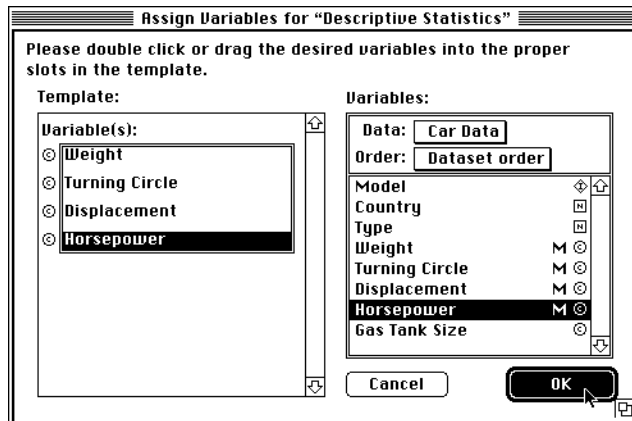 Assign Variables for “Descriptive Statistics”
Please double click or drag the desired variables into the proper
slots in the template.
Template:
Variable(s):
C Weight
C Turning Circle
C Displacement
C Horsepower
Variables:
Data: Car Data
Order: Dataset order
Model I
Country N
Type N
Weight M C
Turning Circle M C
Displacement M C
Horsepower M C
Gas Tank Size C
Cancel
OK